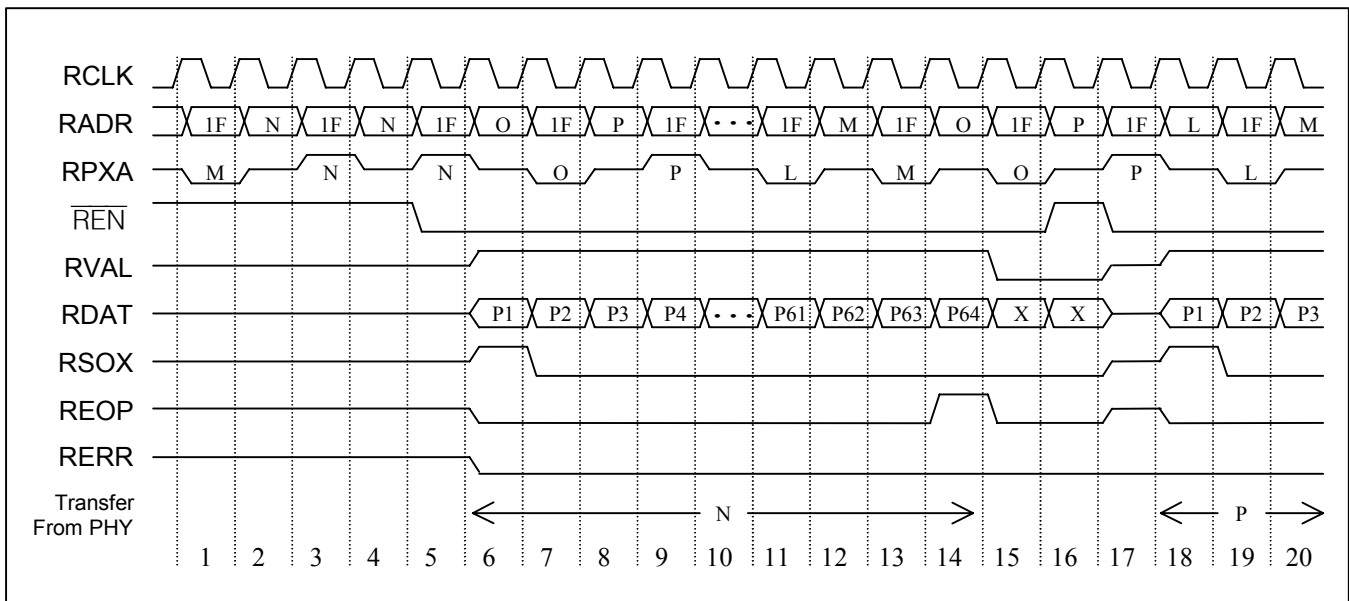 RCLK
RADR 1F N 1F N 1F O 1F P 1F ··· 1F M 1F O 1F P 1F L 1F M
RPXA M N N O P L M O P L
REN
RVAL
RDAT P1 P2 P3 P4 ··· P61 P62 P63 P64 X X P1 P2 P3
RSOX
REOP
RERR
Transfer
From PHY N P
1 2 3 4 5 6 7 8 9 10 11 12 13 14 15 16 17 18 19 20